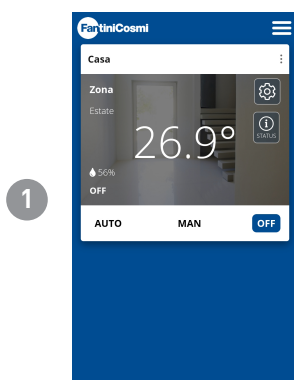 FantiniCosmi
Casa
Zona
Estate
26.9°
STATUS
56%
OFF
1
AUTO MAN OFF